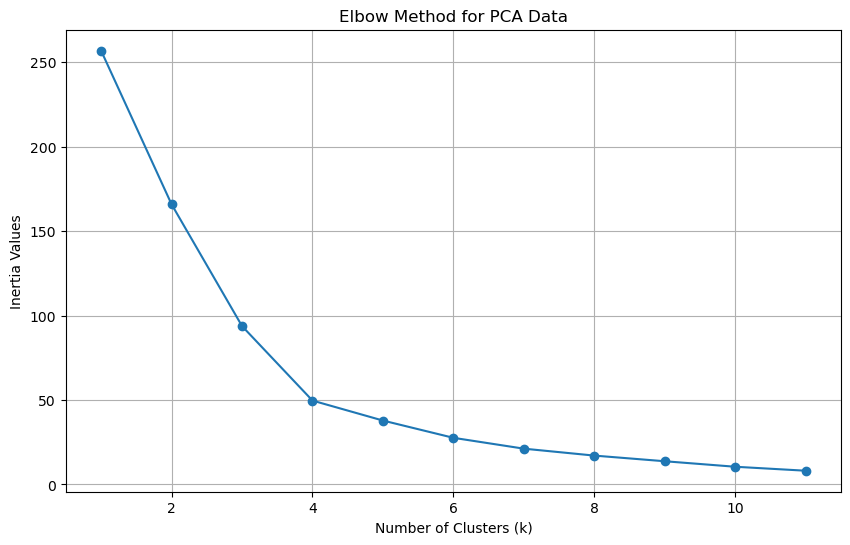 Elbow Method for PCA Data
250
200
150
100
50
0
Inertia Values
2 4 6 8 10
Number of Clusters (k)